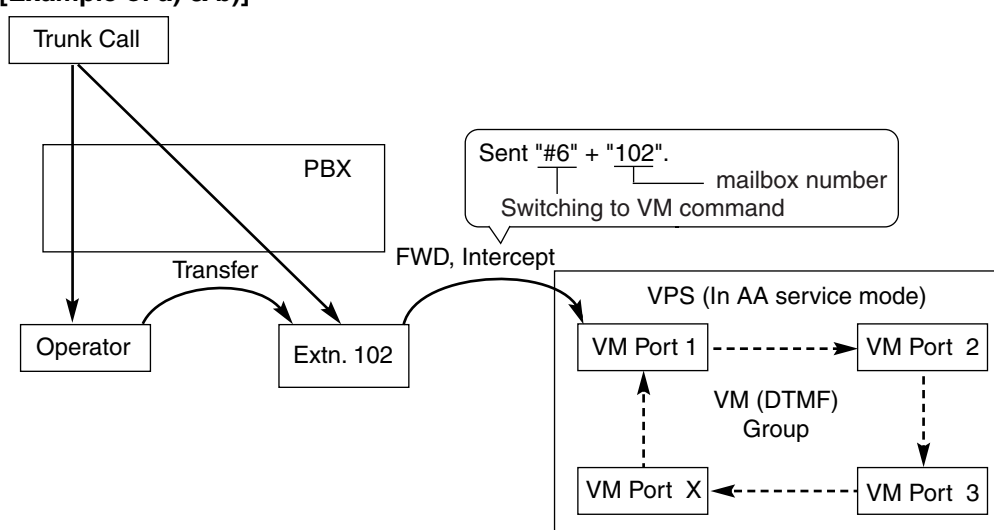 [Example of a) & b)]
Trunk Call
PBX
Sent "#6" + "102".
mailbox number
Switching to VM command
FWD, Intercept
Transfer
VPS (In AA service mode)
Operator
Extn. 102
VM Port 1
VM Port 2
VM (DTMF)
Group
VM Port X
VM Port 3